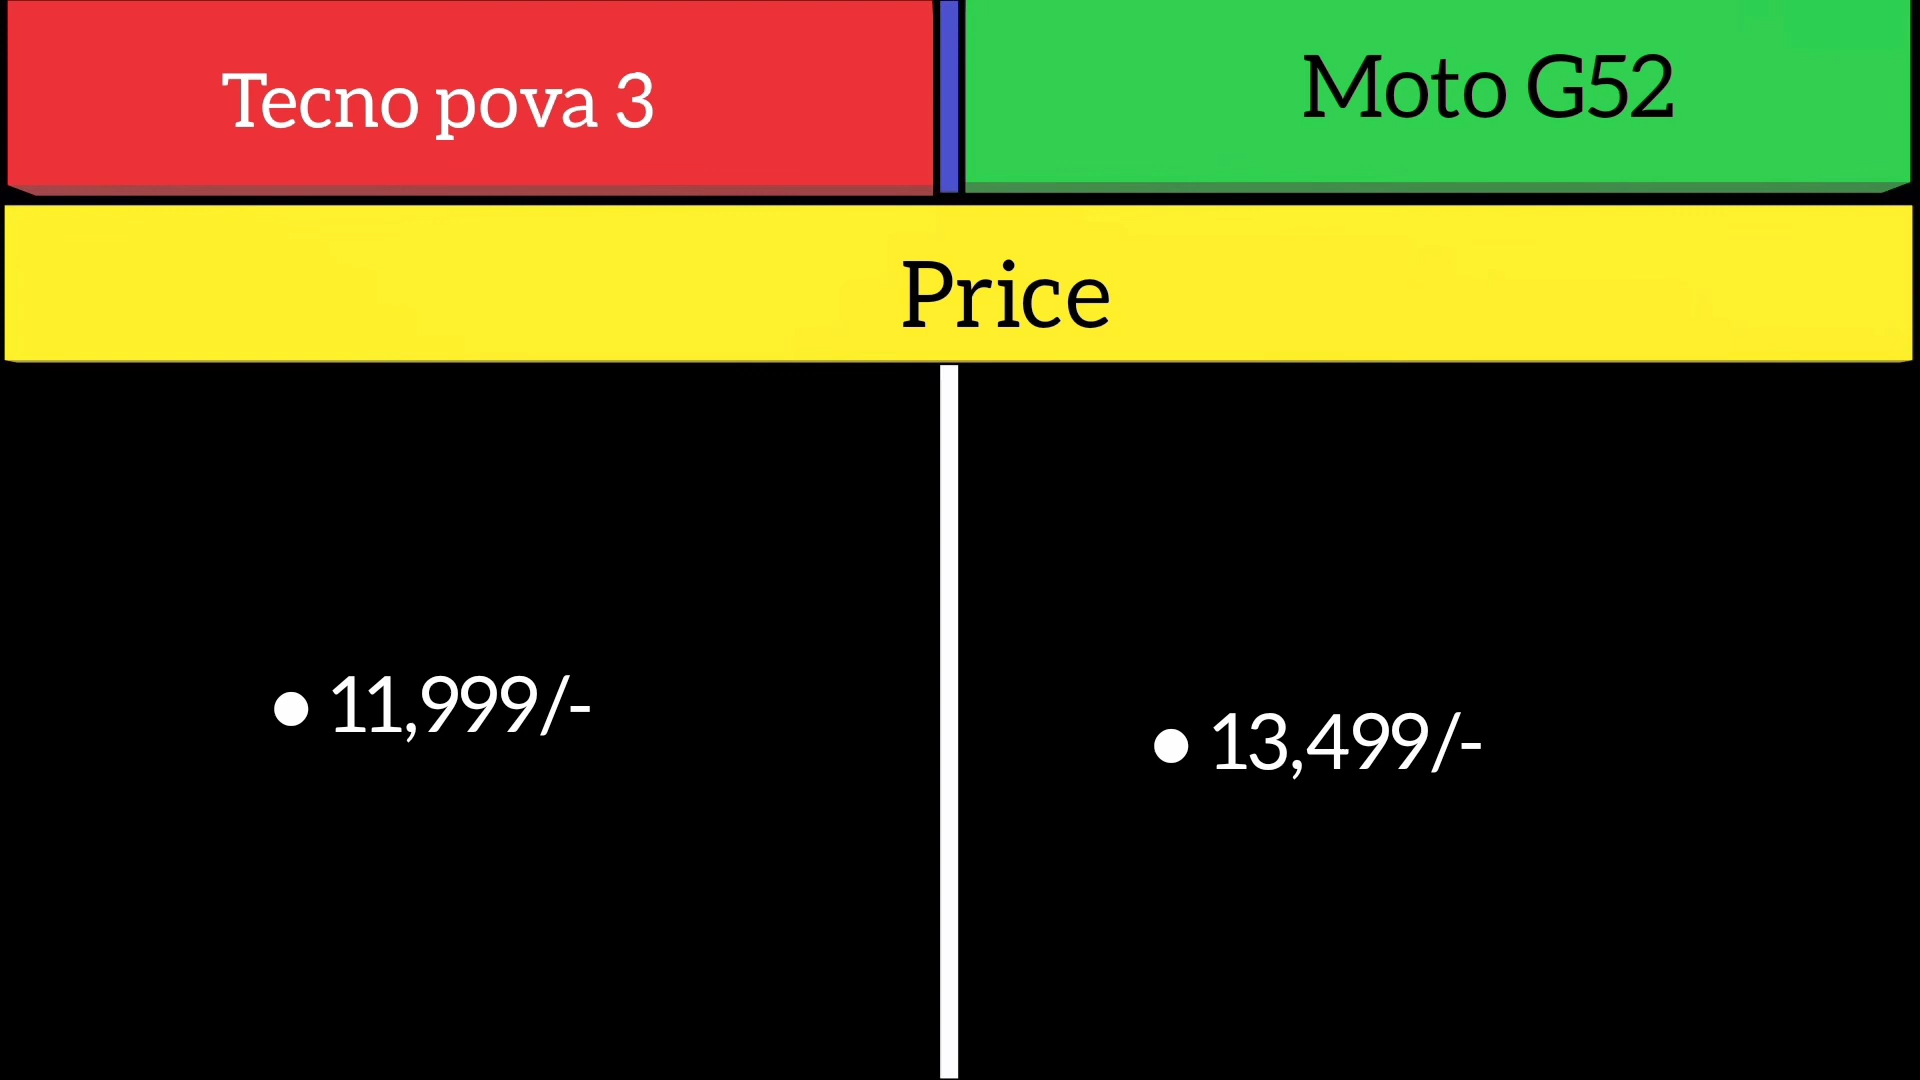 Tecno pova 3
Moto G52
Price
● 11,999/-
● 13,499/-